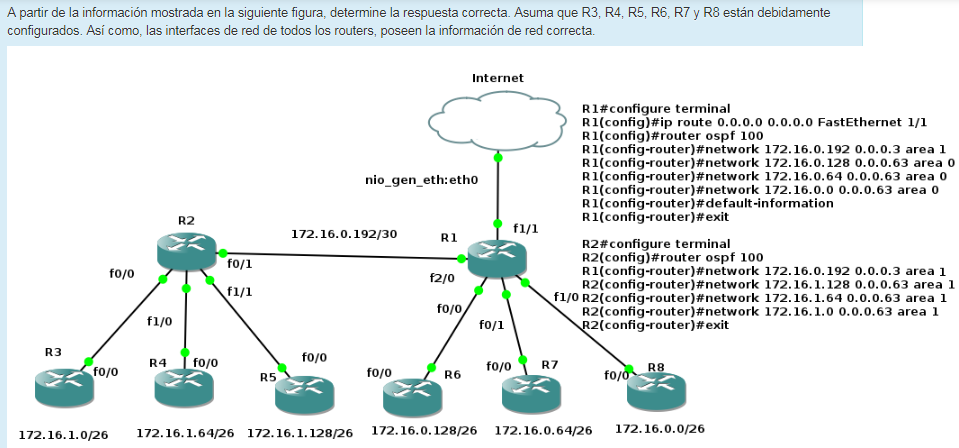 A partir de la información mostrada en la siguiente figura, determine la respuesta correcta. Asuma que R3, R4, R5, R6, R7 y R8 están debidamente
configurados. Así como, las interfaces de red de todos los routers, poseen la información de red correcta.
Internet
R1#configure terminal
R1(config)#ip route 0.0.0.0 0.0.0.0 FastEthernet 1/1
R1(config)#router ospf 100
R1(config-router)#network 172.16.0.192 0.0.0.3 area 1
R1(config-router)#network 172.16.0.128 0.0.0.63 area 0
R1(config-router)#network 172.16.0.64 0.0.0.63 area 0
R1(config-router)#network 172.16.0.0 0.0.0.63 area 0
R1(config-router)#default-information
R1(config-router)#exit
nio_gen_eth:eth0
R2
172.16.0.192/30
R1
f1/1
R2#configure terminal
R2(config)#router ospf 100
R1(config-router)#network 172.16.0.192 0.0.0.3 area 1
R2(config-router)#network 172.16.1.128 0.0.0.63 area 1
R2(config-router)#network 172.16.1.64 0.0.0.63 area 1
R2(config-router)#network 172.16.1.0 0.0.0.63 area 1
R2(config-router)#exit
f0/0
f0/1
f2/0
f1/1
f1/0
f0/0
f1/0
f0/1
R3
f0/0
R4
f0/0
f0/0
R5
f0/0
R6
f0/0
R7
f0/0
R8
172.16.1.0/26
172.16.1.64/26
172.16.1.128/26
172.16.0.128/26
172.16.0.64/26
172.16.0.0/26